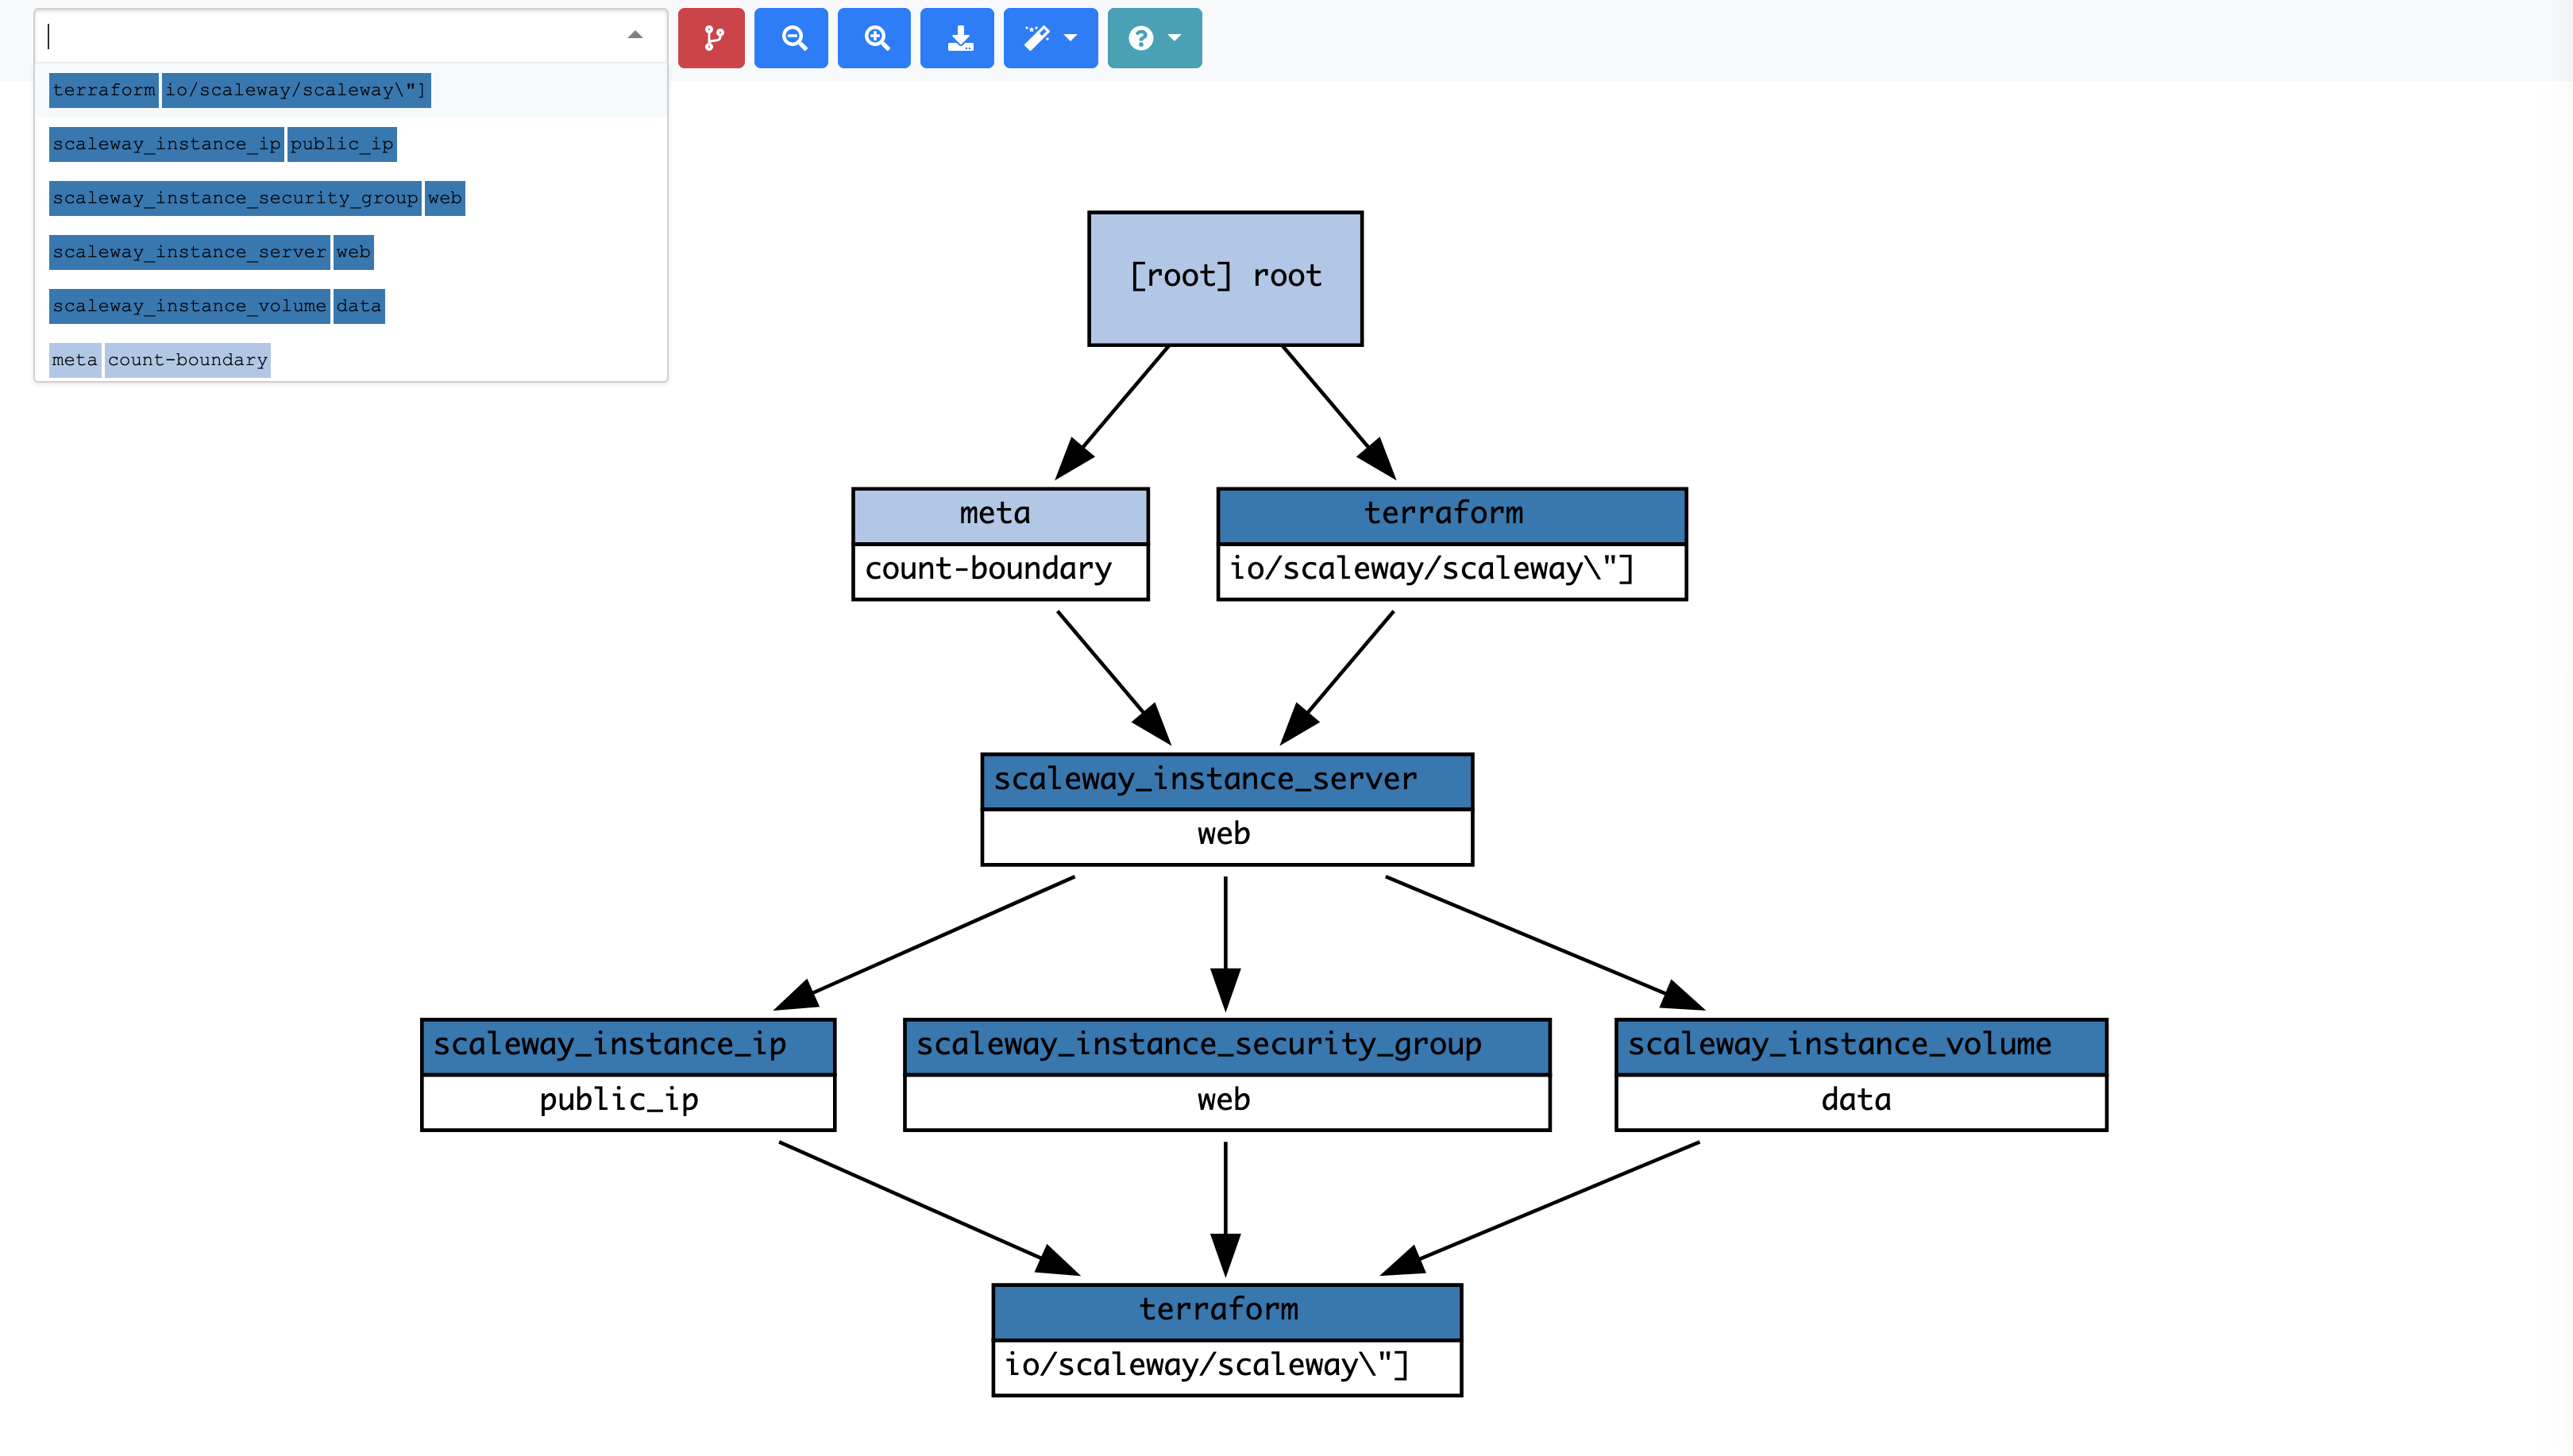 terraform io/scaleway/scaleway\"]
scaleway_instance_ip public_ip
scaleway_instance_security_group web
scaleway_instance_server web
scaleway_instance_volume data
meta count-boundary
[root] root
meta
count-boundary
terraform
io/scaleway/scaleway\"]
scaleway_instance_server
web
scaleway_instance_ip
public_ip
scaleway_instance_security_group
web
scaleway_instance_volume
data
terraform
io/scaleway/scaleway\"]